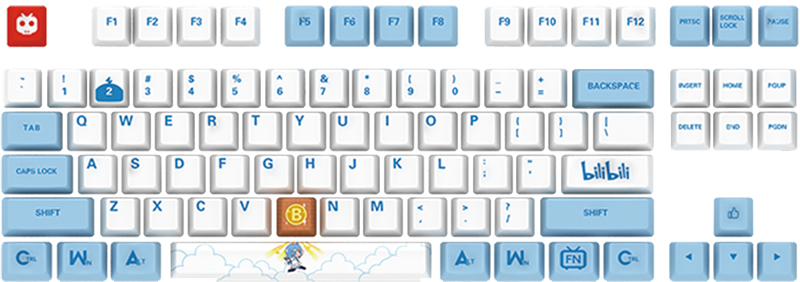 F1 F2 F3 F4 F5 F6 F7 F8 F9 F10 F11 F12 PRTSC SCROLL LOCK PAUSE
~ ! # $ % ^ & * ( ) _ +
` 1 2 3 4 5 6 7 8 9 0 - = BACKSPACE INSERT HOME PGUP
TAB Q W E R T Y U I O P { [ } ] | \ DELETE END PGDN
CAPS LOCK A S D F G H J K L : ; " ' bilibili
SHIFT Z X C V B N M < , > . ? / SHIFT
CTRL WIN ALT ALT WIN FN CTRL